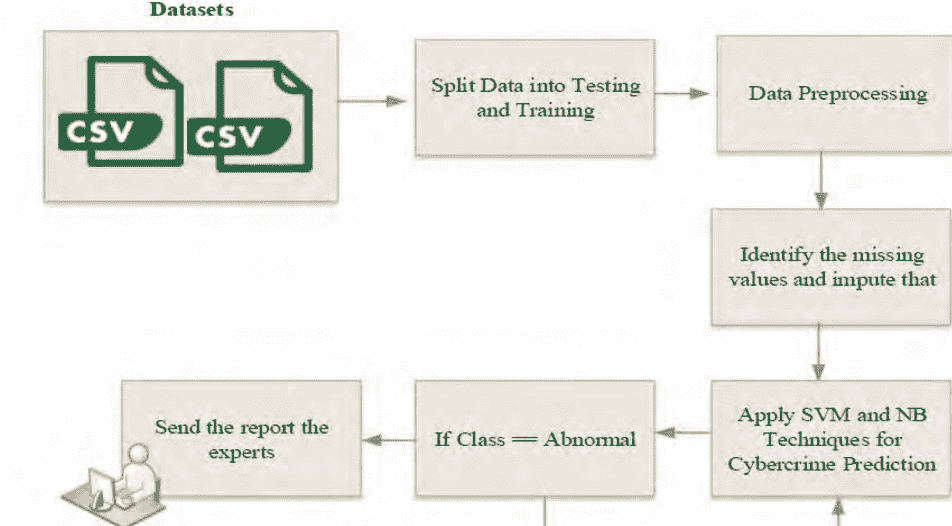 Datasets
CSV
CSV
Split Data into Testing
and Training
Data Preprocessing
Identify the missing
values and impute that
Apply SVM and NB
Techniques for
Cybercrime Prediction
If Class == Abnormal
Send the report the
experts